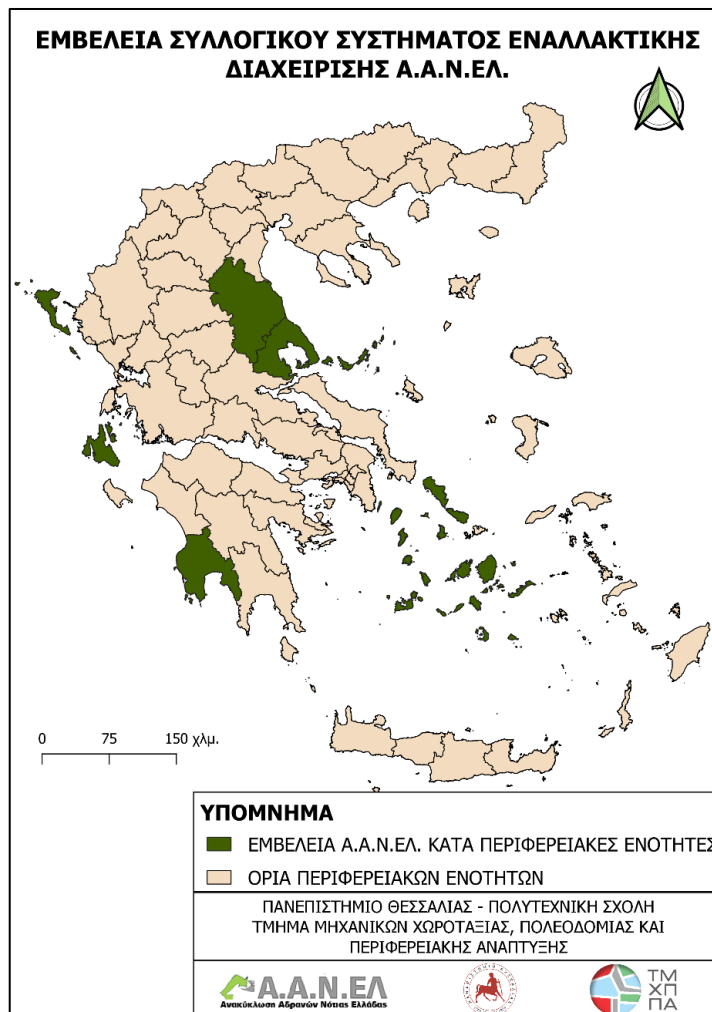 ΕΜΒΕΛΕΙΑ ΣΥΛΛΟΓΙΚΟΥ ΣΥΣΤΗΜΑΤΟΣ ΕΝΑΛΛΑΚΤΙΚΗΣ
ΔΙΑΧΕΙΡΙΣΗΣ Α.Α.Ν.ΕΛ.
0 75 150 χλμ.
ΥΠΟΜΝΗΜΑ
ΕΜΒΕΛΕΙΑ Α.Α.Ν.ΕΛ. ΚΑΤΑ ΠΕΡΙΦΕΡΕΙΑΚΕΣ ΕΝΟΤΗΤΕΣ
ΟΡΙΑ ΠΕΡΙΦΕΡΕΙΑΚΩΝ ΕΝΟΤΗΤΩΝ
ΠΑΝΕΠΙΣΤΗΜΙΟ ΘΕΣΣΑΛΙΑΣ - ΠΟΛΥΤΕΧΝΙΚΗ ΣΧΟΛΗ
ΤΜΗΜΑ ΜΗΧΑΝΙΚΩΝ ΧΩΡΟΤΑΞΙΑΣ, ΠΟΛΕΟΔΟΜΙΑΣ ΚΑΙ
ΠΕΡΙΦΕΡΕΙΑΚΗΣ ΑΝΑΠΤΥΞΗΣ
Α.Α.Ν.ΕΛ
Ανακύκλωση Αδρανών Νότιας Ελλάδας
ΤΜ
ΧΠ
ΠΑ